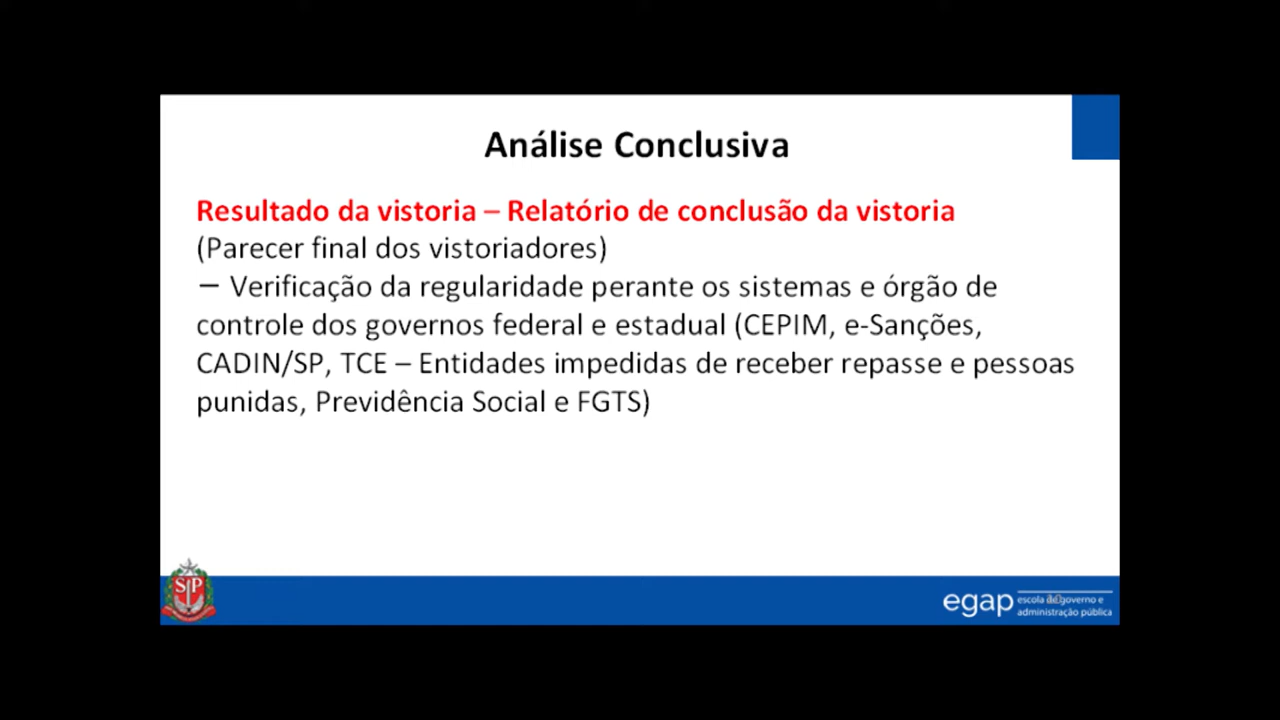 Análise Conclusiva
Resultado da vistoria – Relatório de conclusão da vistoria
(Parecer final dos vistoriadores)
– Verificação da regularidade perante os sistemas e órgão de
controle dos governos federal e estadual (CEPIM, e-Sanções,
CADIN/SP, TCE – Entidades impedidas de receber repasse e pessoas
punidas, Previdência Social e FGTS)
SP
egap
escola de governo e
administração pública